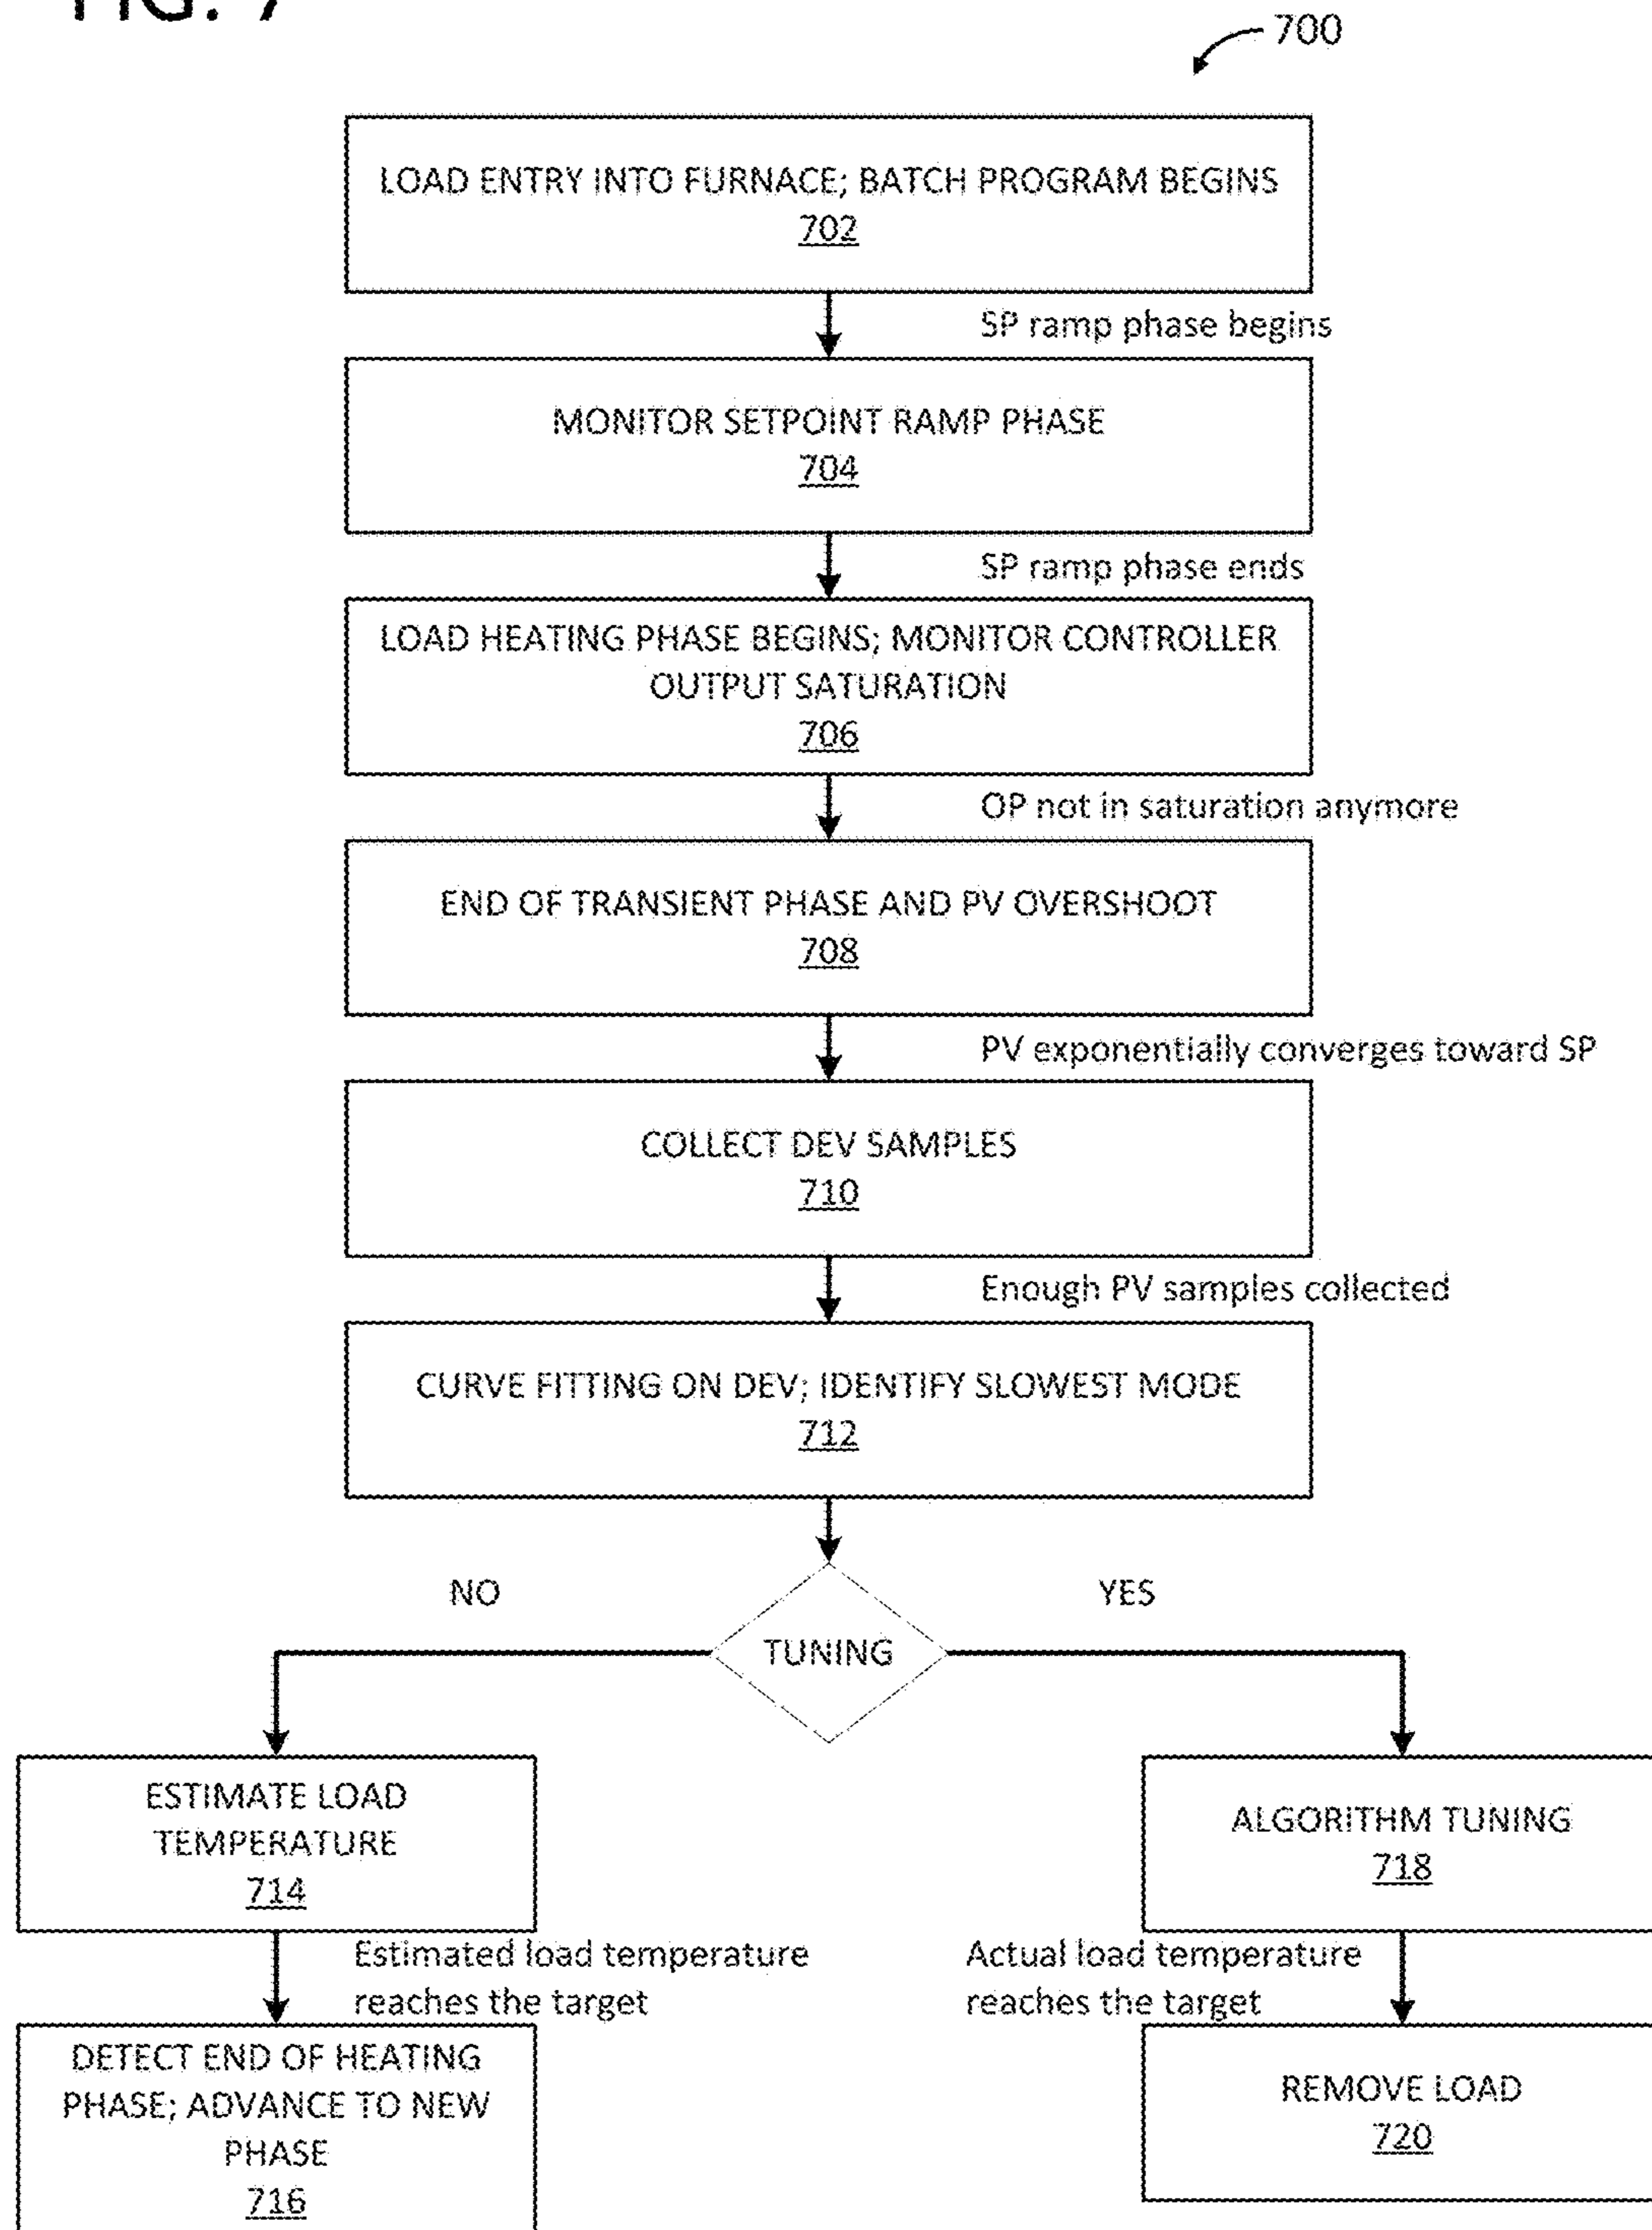 FIG. 7
700
LOAD ENTRY INTO FURNACE; BATCH PROGRAM BEGINS
702
SP ramp phase begins
MONITOR SETPOINT RAMP PHASE
704
SP ramp phase ends
LOAD HEATING PHASE BEGINS; MONITOR CONTROLLER
OUTPUT SATURATION
706
OP not in saturation anymore
END OF TRANSIENT PHASE AND PV OVERSHOOT
708
PV exponentially converges toward SP
COLLECT DEV SAMPLES
710
Enough PV samples collected
CURVE FITTING ON DEV; IDENTIFY SLOWEST MODE
712
NO
YES
TUNING
ESTIMATE LOAD
TEMPERATURE
714
ALGORITHM TUNING
718
Estimated load temperature
reaches the target
Actual load temperature
reaches the target
DETECT END OF HEATING
PHASE; ADVANCE TO NEW
PHASE
716
REMOVE LOAD
720